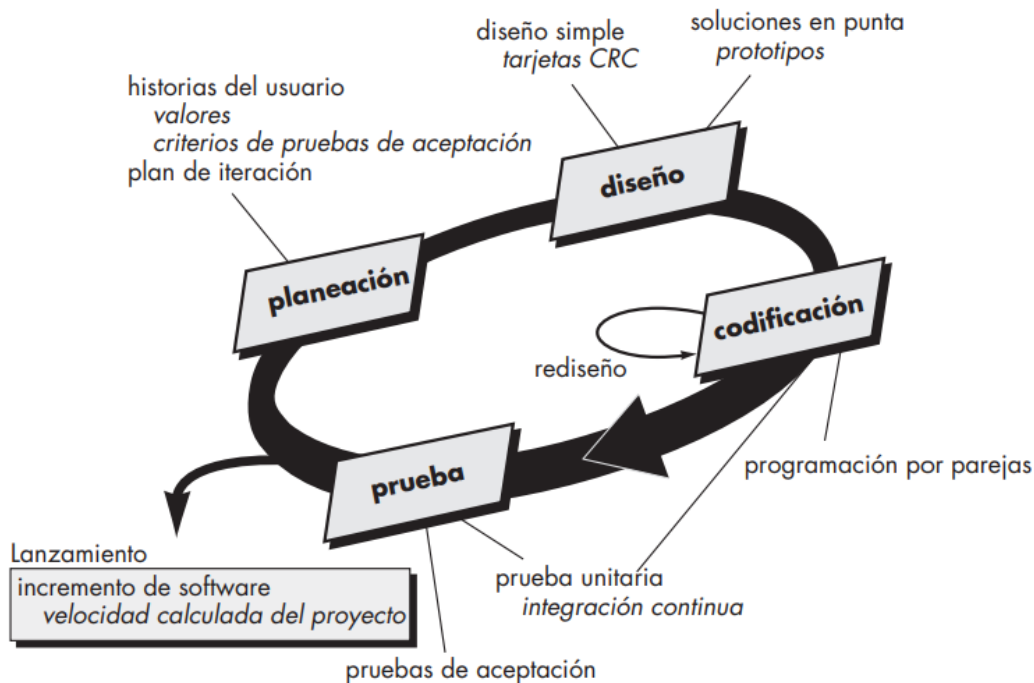 diseño simple
tarjetas CRC
soluciones en punta
prototipos
historias del usuario
valores
criterios de pruebas de aceptación
plan de iteración
diseño
planeación
codificación
rediseño
prueba
programación por parejas
Lanzamiento
incremento de software
velocidad calculada del proyecto
prueba unitaria
integración continua
pruebas de aceptación